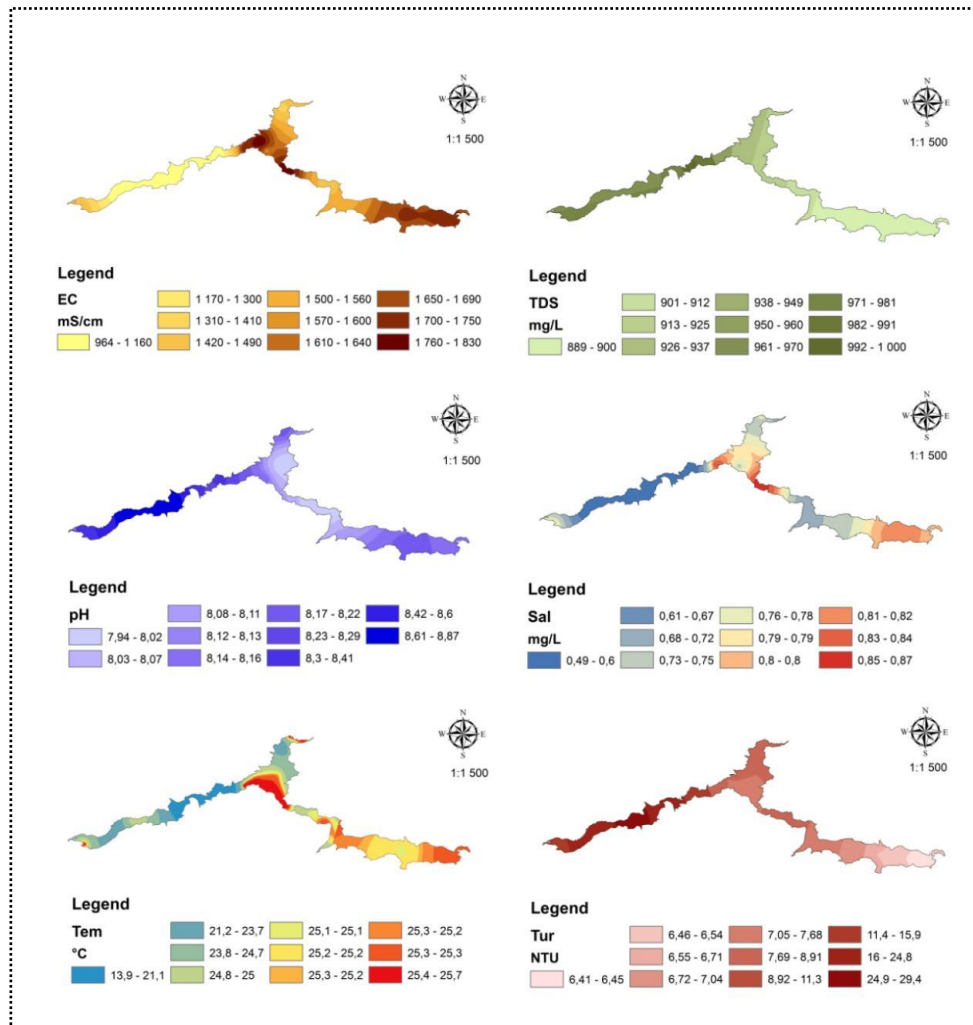 N
W E
S
1:1 500
N
W E
S
1:1 500
Legend
EC 1 170 - 1 300 1 500 - 1 560 1 650 - 1 690
mS/cm 1 310 - 1 410 1 570 - 1 600 1 700 - 1 750
964 - 1 160 1 420 - 1 490 1 610 - 1 640 1 760 - 1 830
Legend
TDS 901 - 912 938 - 949 971 - 981
mg/L 913 - 925 950 - 960 982 - 991
889 - 900 926 - 937 961 - 970 992 - 1 000
N
W E
S
1:1 500
N
W E
S
1:1 500
Legend
pH 8,08 - 8,11 8,17 - 8,22 8,42 - 8,6
7,94 - 8,02 8,12 - 8,13 8,23 - 8,29 8,61 - 8,87
8,03 - 8,07 8,14 - 8,16 8,3 - 8,41
Legend
Sal 0,61 - 0,67 0,76 - 0,78 0,81 - 0,82
mg/L 0,68 - 0,72 0,79 - 0,79 0,83 - 0,84
0,49 - 0,6 0,73 - 0,75 0,8 - 0,8 0,85 - 0,87
N
W E
S
1:1 500
N
W E
S
1:1 500
Legend
Tem 21,2 - 23,7 25,1 - 25,1 25,3 - 25,2
°C 23,8 - 24,7 25,2 - 25,2 25,3 - 25,3
13,9 - 21,1 24,8 - 25 25,3 - 25,2 25,4 - 25,7
Legend
Tur 6,46 - 6,54 7,05 - 7,68 11,4 - 15,9
NTU 6,55 - 6,71 7,69 - 8,91 16 - 24,8
6,41 - 6,45 6,72 - 7,04 8,92 - 11,3 24,9 - 29,4